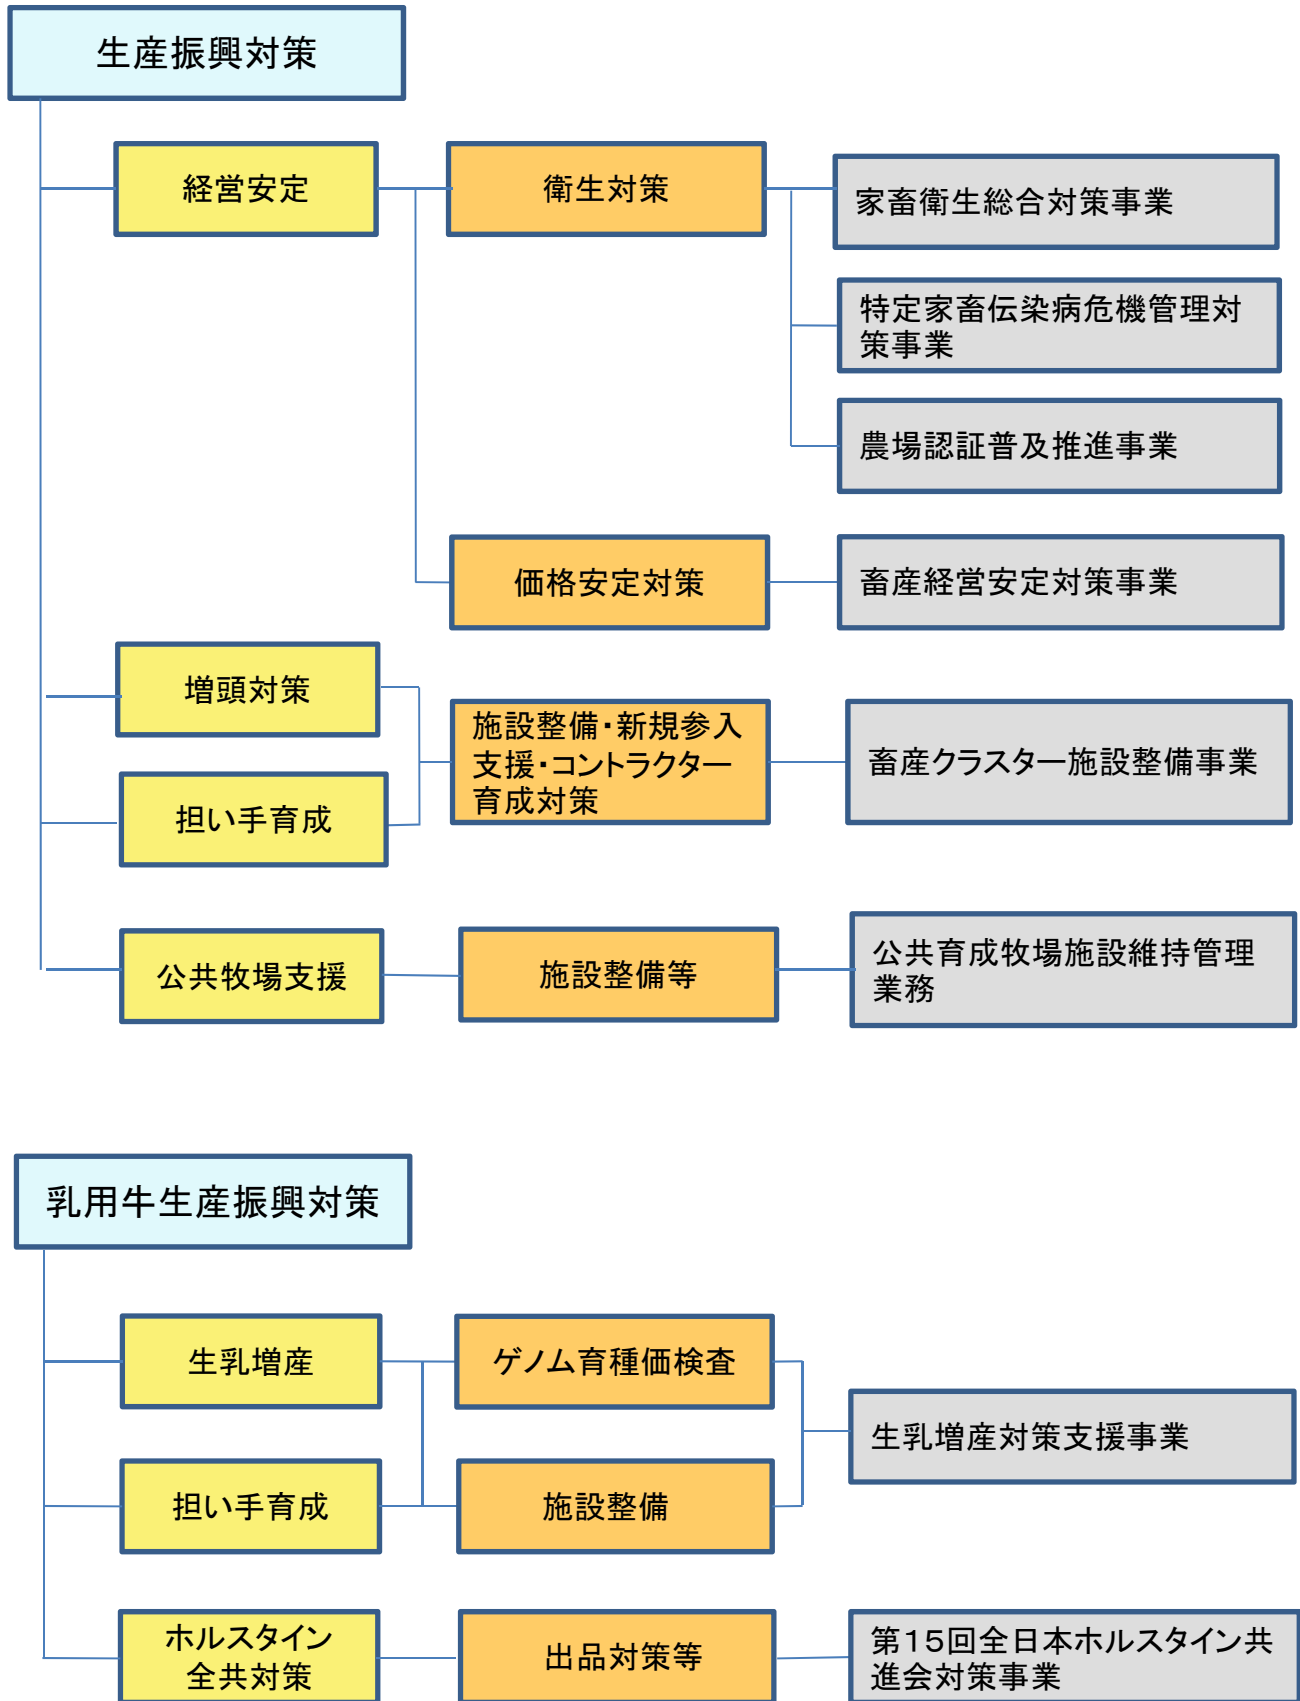 生産振興対策
経営安定
衛生対策
家畜衛生総合対策事業
特定家畜伝染病危機管理対
策事業
農場認証普及推進事業
価格安定対策
畜産経営安定対策事業
増頭対策
担い手育成
施設整備・新規参入
支援・コントラクター
育成対策
畜産クラスター施設整備事業
公共牧場支援
施設整備等
公共育成牧場施設維持管理
業務
乳用牛生産振興対策
生乳増産
ゲノム育種価検査
担い手育成
施設整備
生乳増産対策支援事業
ホルスタイン
全共対策
出品対策等
第15回全日本ホルスタイン共
進会対策事業